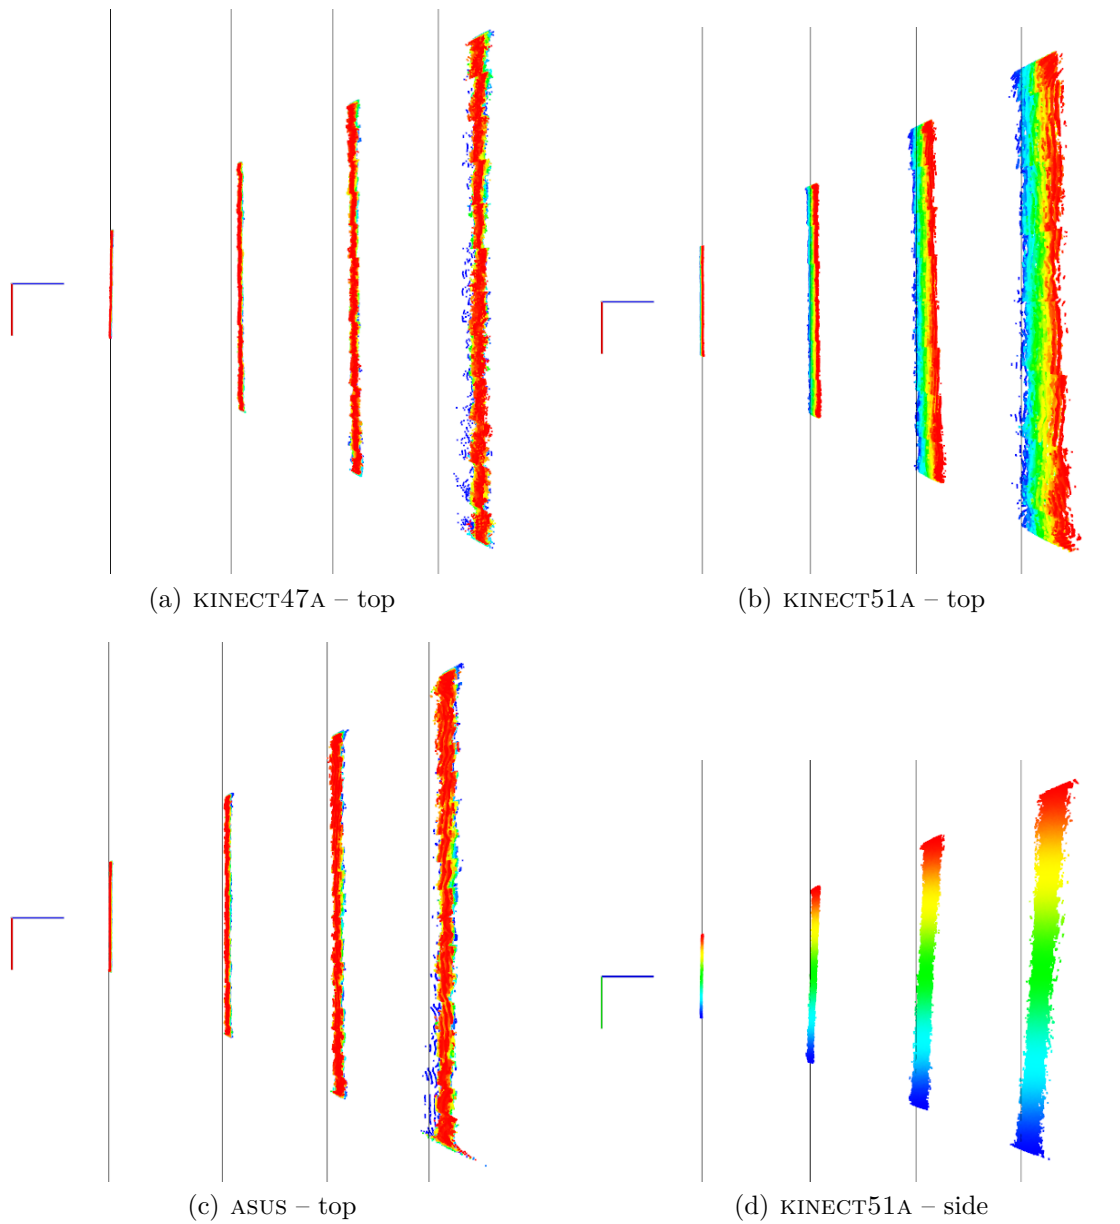 (a) KINECT47A – top
(b) KINECT51A – top
(c) ASUS – top
(d) KINECT51A – side